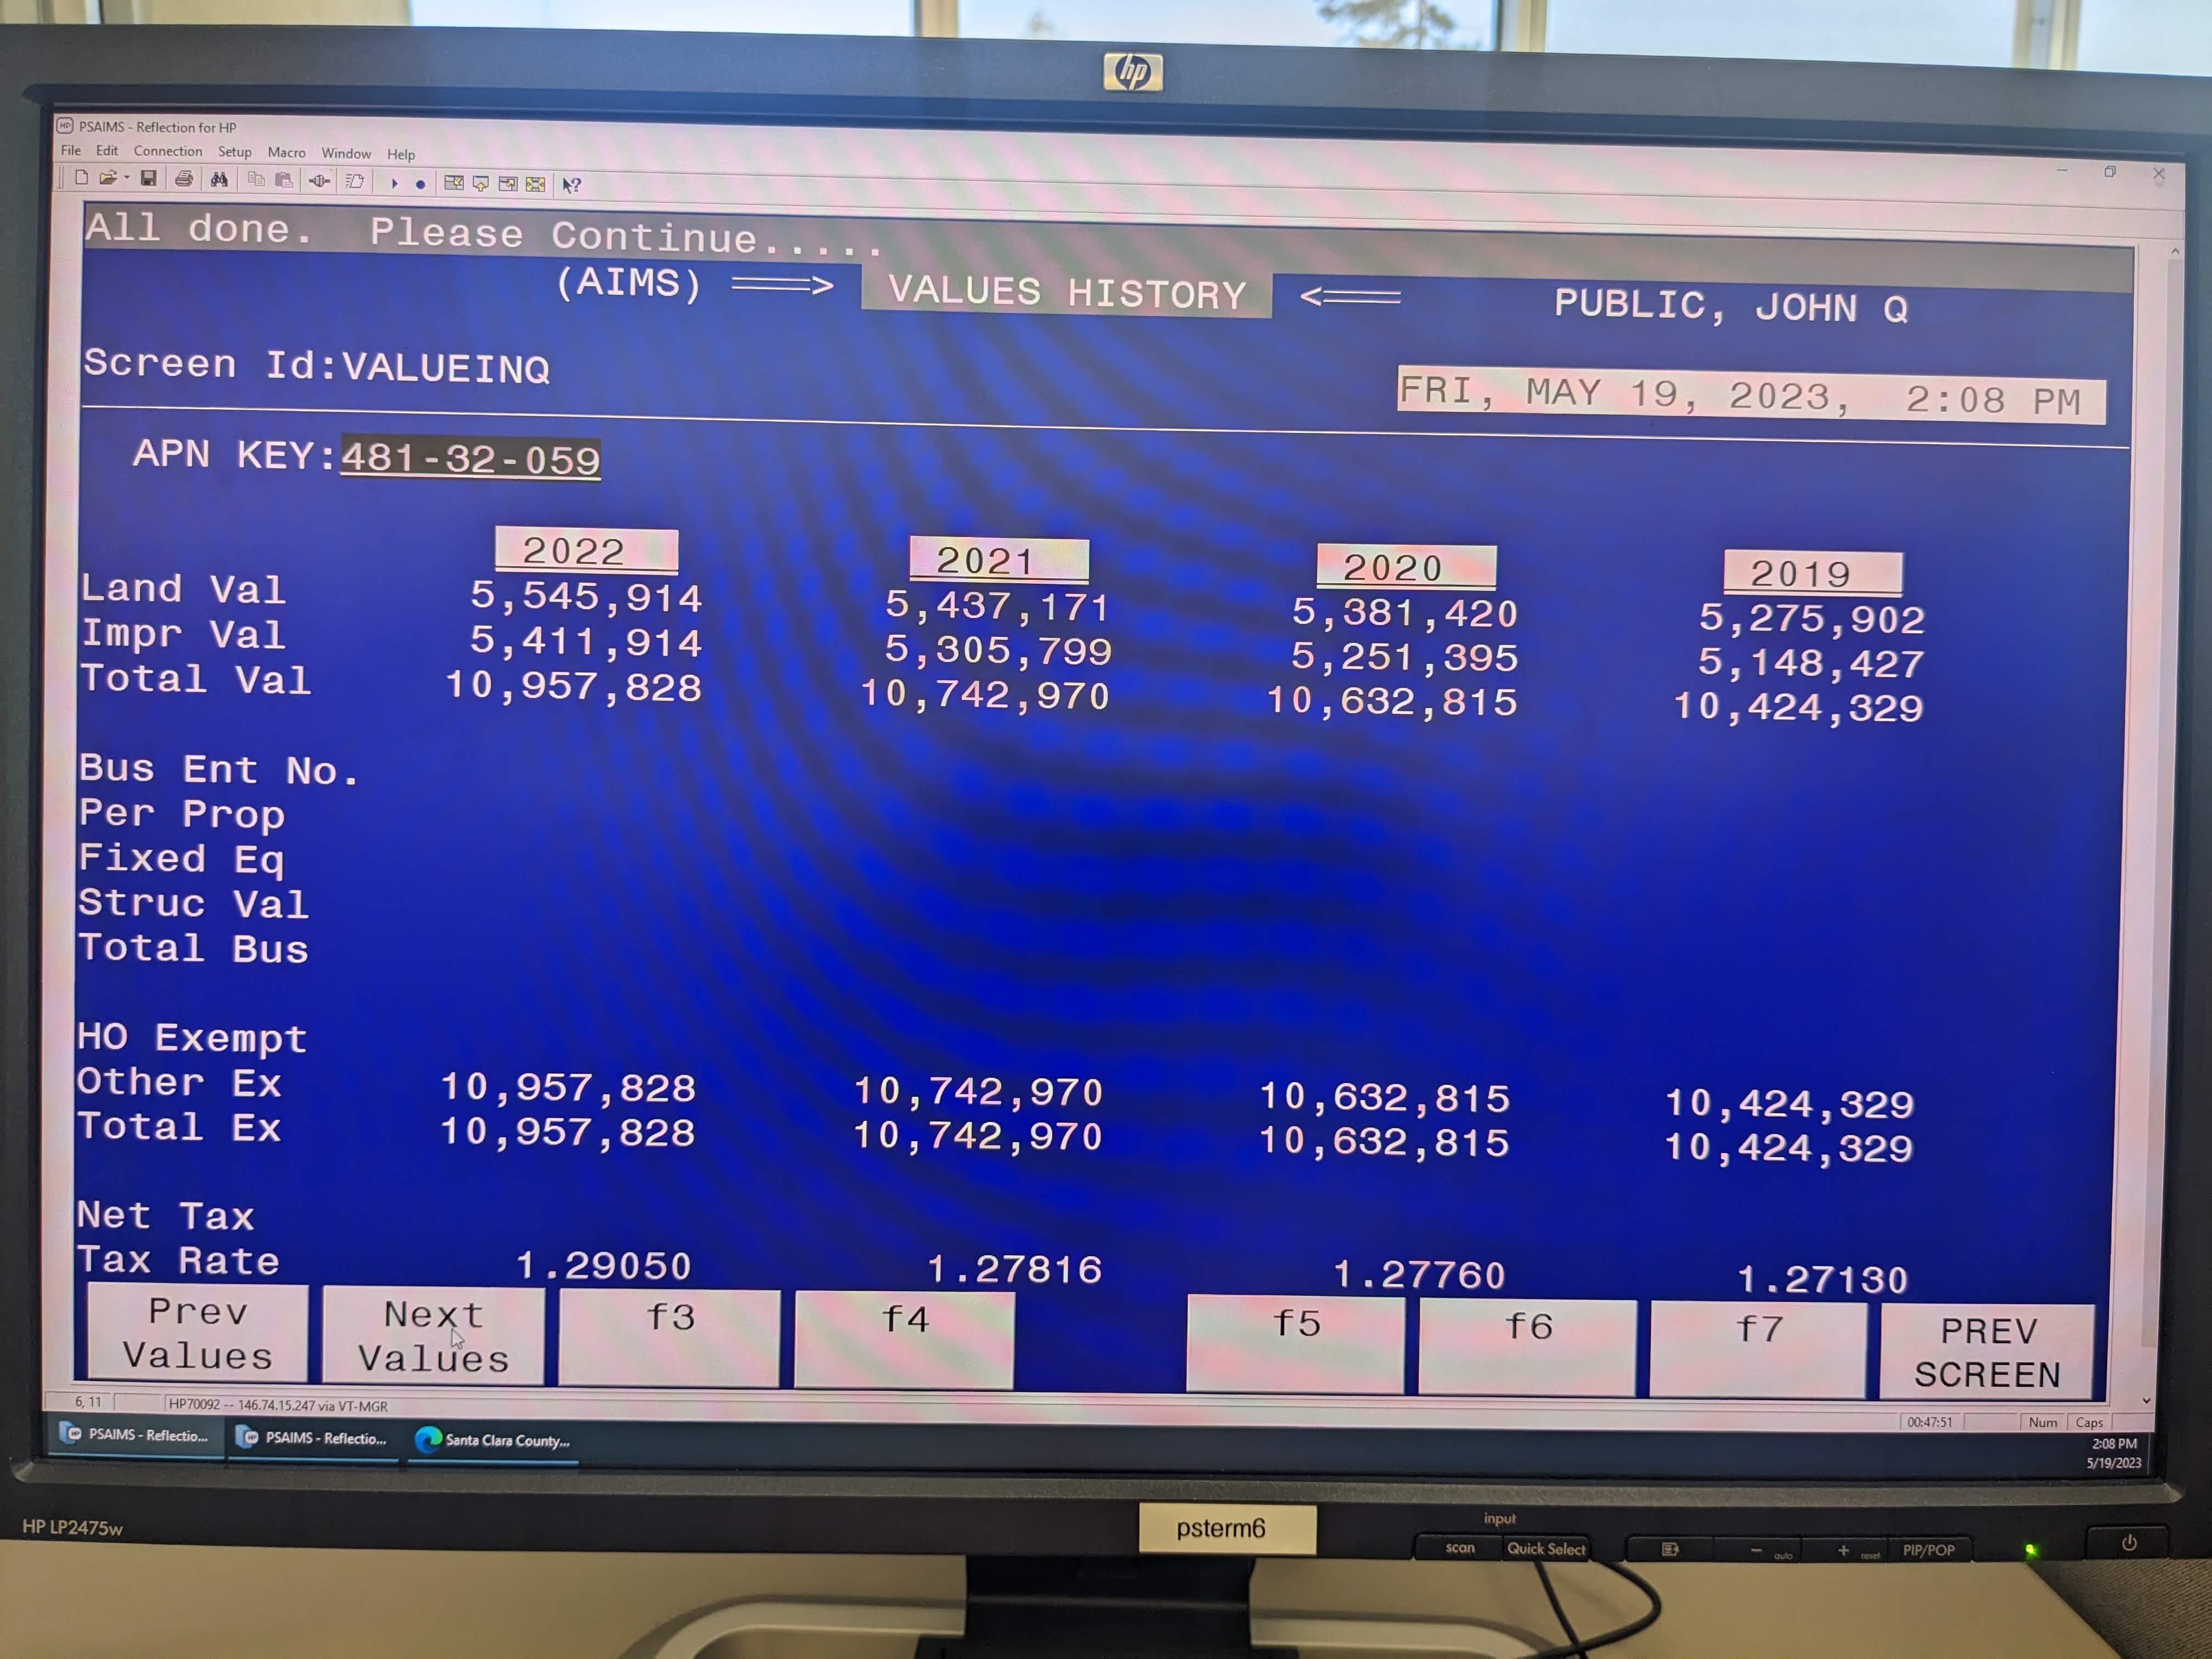 hp
PSAIMS - Reflection for HP
File Edit Connection Setup Macro Window Help
All done. Please Continue.....
(AIMS) ===> VALUES HISTORY <=== PUBLIC, JOHN Q
Screen Id:VALUEINQ FRI, MAY 19, 2023, 2:08 PM
APN KEY:481-32-059
2022 2021 2020 2019
Land Val 5,545,914 5,437,171 5,381,420 5,275,902
Impr Val 5,411,914 5,305,799 5,251,395 5,148,427
Total Val 10,957,828 10,742,970 10,632,815 10,424,329
Bus Ent No.
Per Prop
Fixed Eq
Struc Val
Total Bus
HO Exempt
Other Ex 10,957,828 10,742,970 10,632,815 10,424,329
Total Ex 10,957,828 10,742,970 10,632,815 10,424,329
Net Tax
Tax Rate 1.29050 1.27816 1.27760 1.27130
Prev Values
Next Values
f3
f4
f5
f6
f7
PREV SCREEN
6, 11 HP70092 -- 146.74.15.247 via VT-MGR 00:47:51 Num Caps
PSAIMS - Reflectio... PSAIMS - Reflectio... Santa Clara County...
2:08 PM
5/19/2023
HP LP2475w
psterm6
input
scan Quick Select - auto + reset PIP/POP